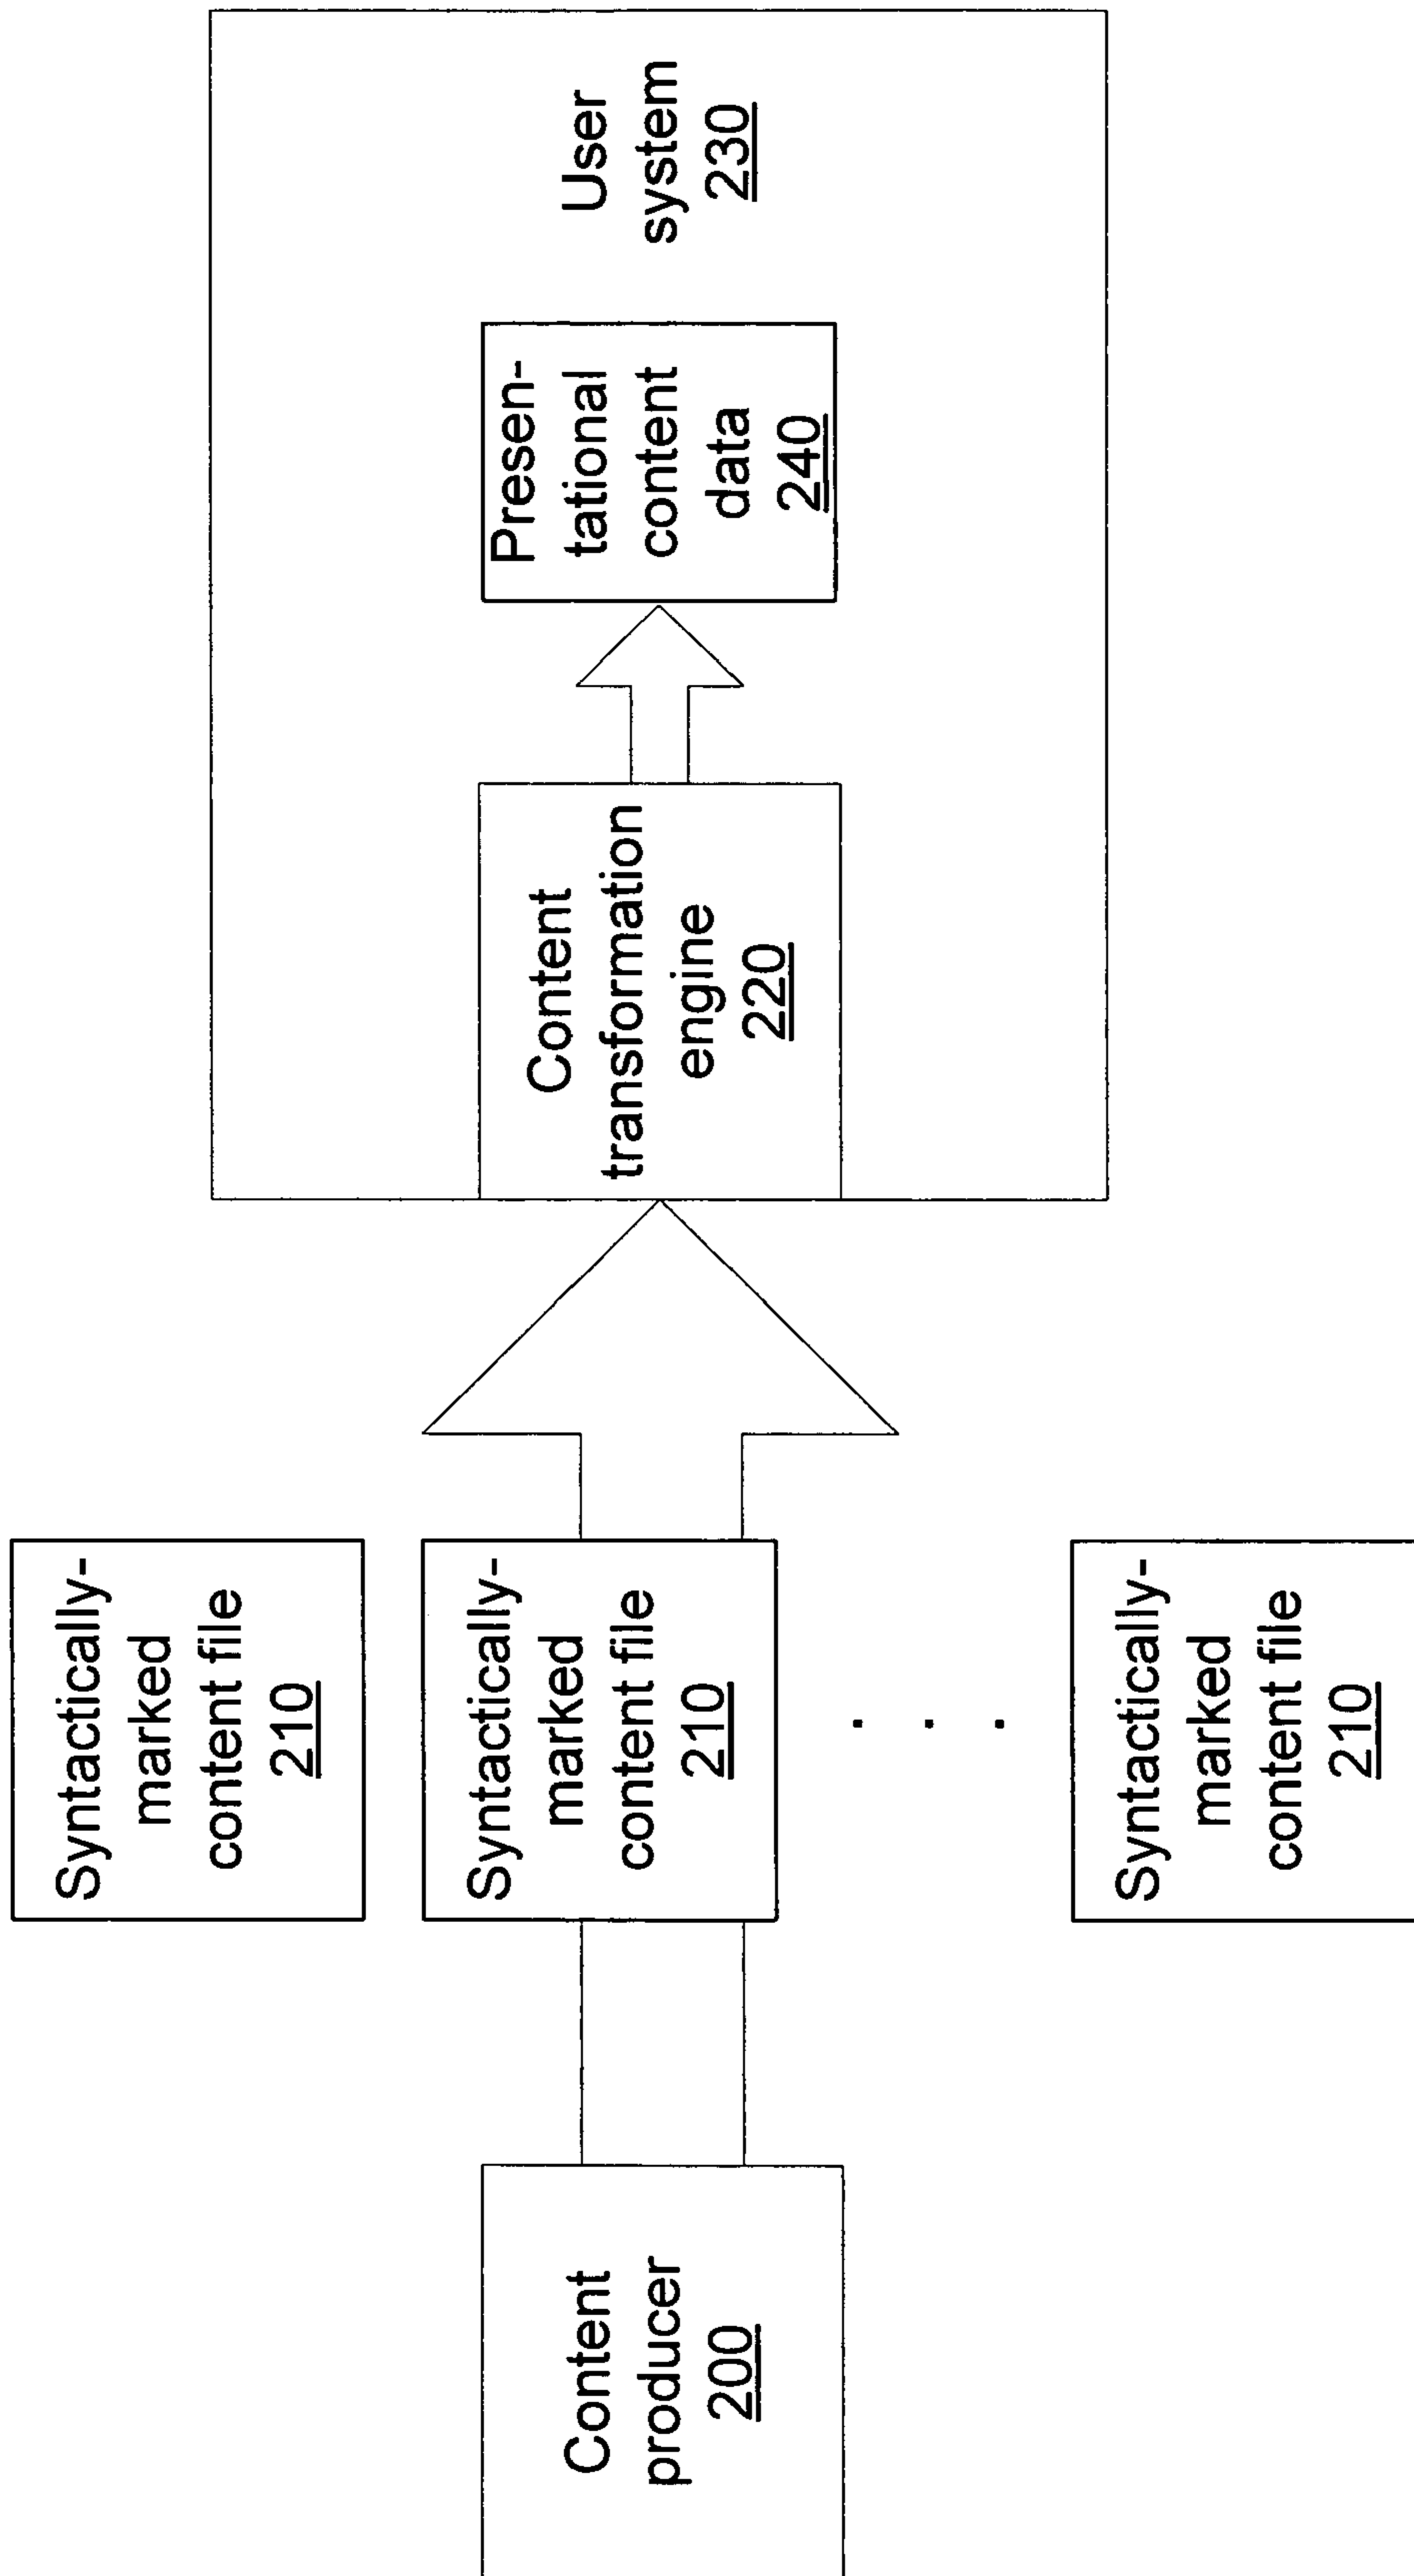 Content
producer
200
Syntactically-
marked
content file
210
Syntactically-
marked
content file
210
. . .
Syntactically-
marked
content file
210
Content
transformation
engine
220
Presen-
tational
content
data
240
User
system
230